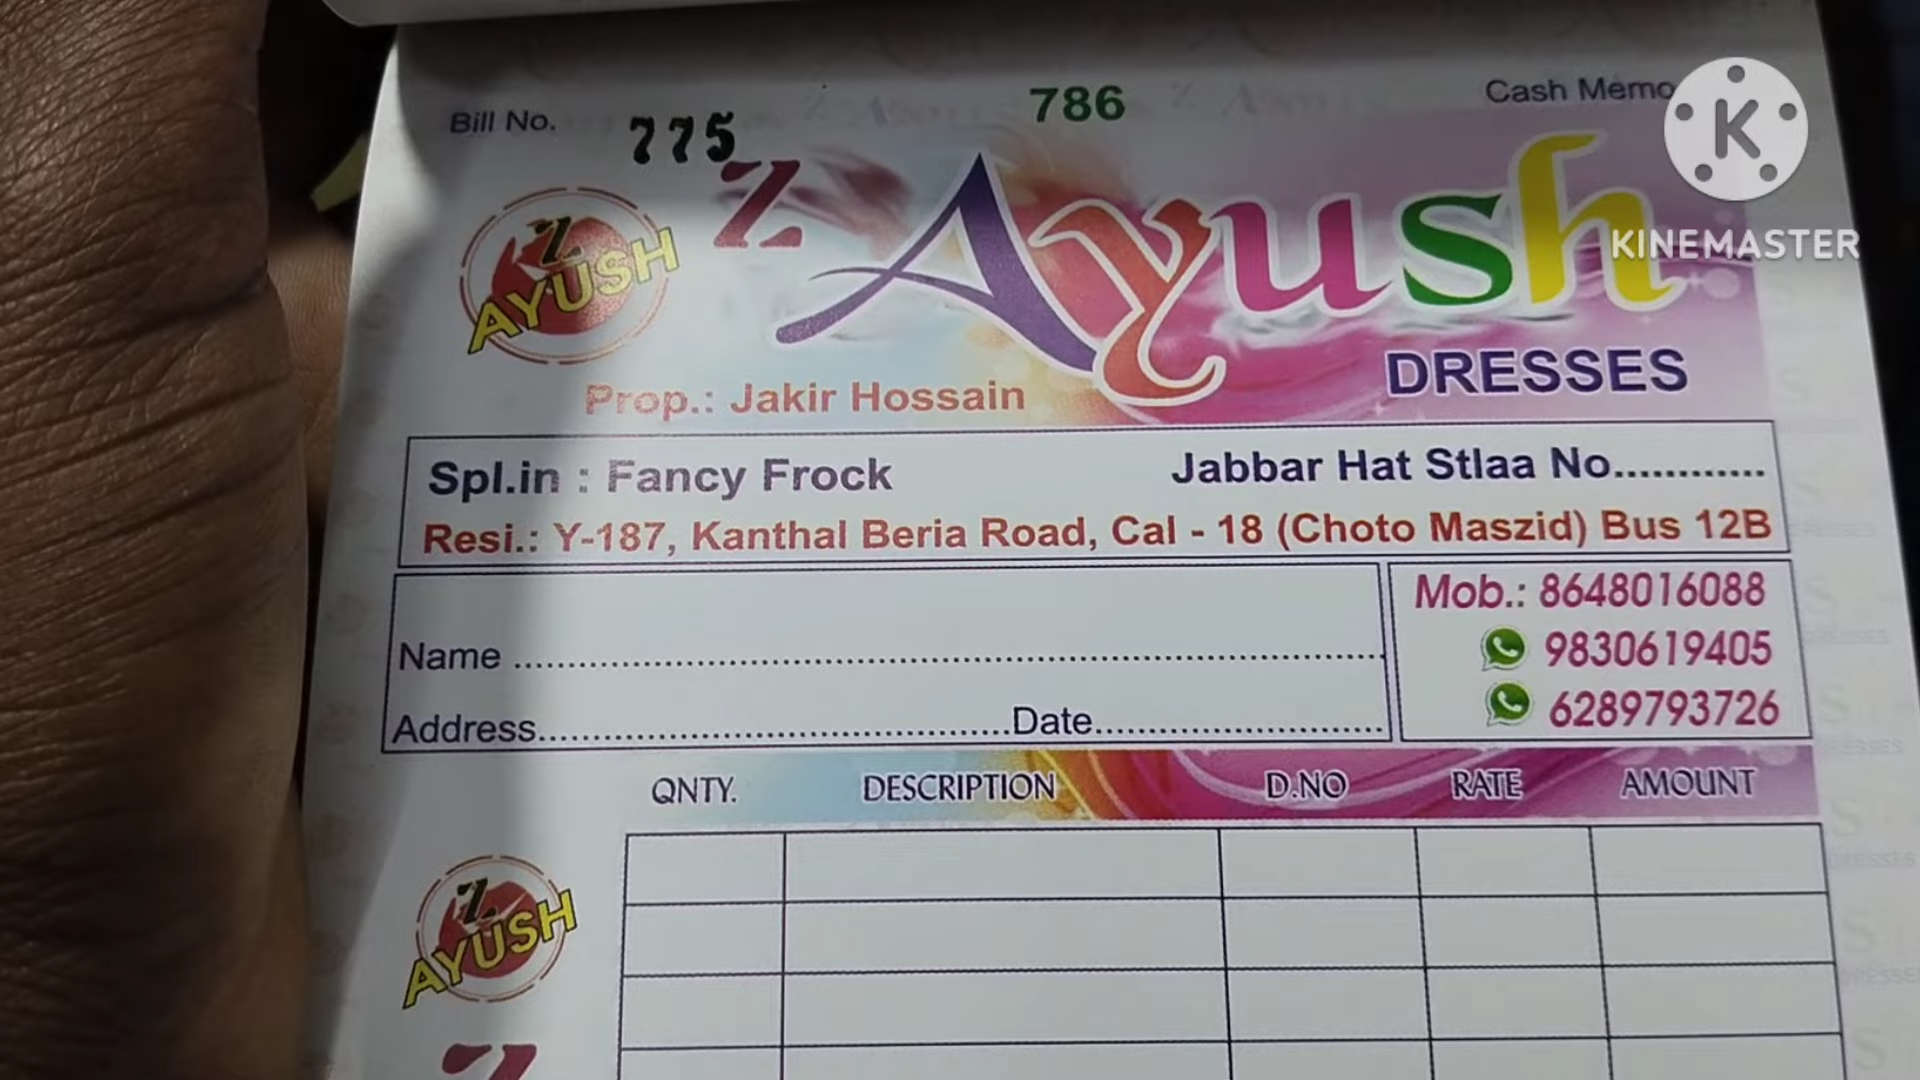 Bill No. 775
786
Cash Memo
K
KINEMASTER
Z AYUSH
Z Ayush
DRESSES
Prop.: Jakir Hossain
Spl.in : Fancy Frock
Jabbar Hat Stlaa No............
Resi.: Y-187, Kanthal Beria Road, Cal - 18 (Choto Maszid) Bus 12B
Name ................................................................
Mob.: 8648016088
9830619405
6289793726
Address...................................Date.....................
QNTY. DESCRIPTION D.NO RATE AMOUNT
Z AYUSH
Z